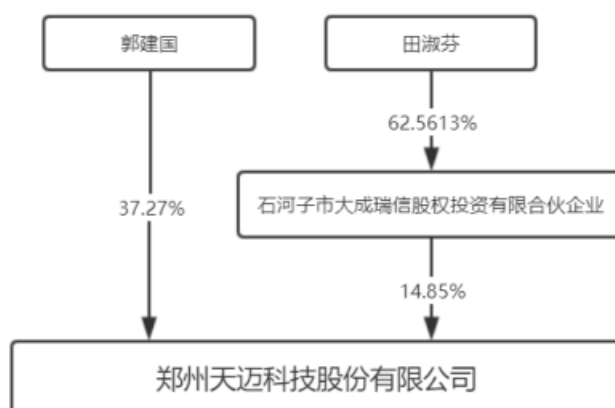 郭建国
田淑芬
62.5613%
37.27%
石河子市大成瑞信股权投资有限合伙企业
14.85%
郑州天迈科技股份有限公司